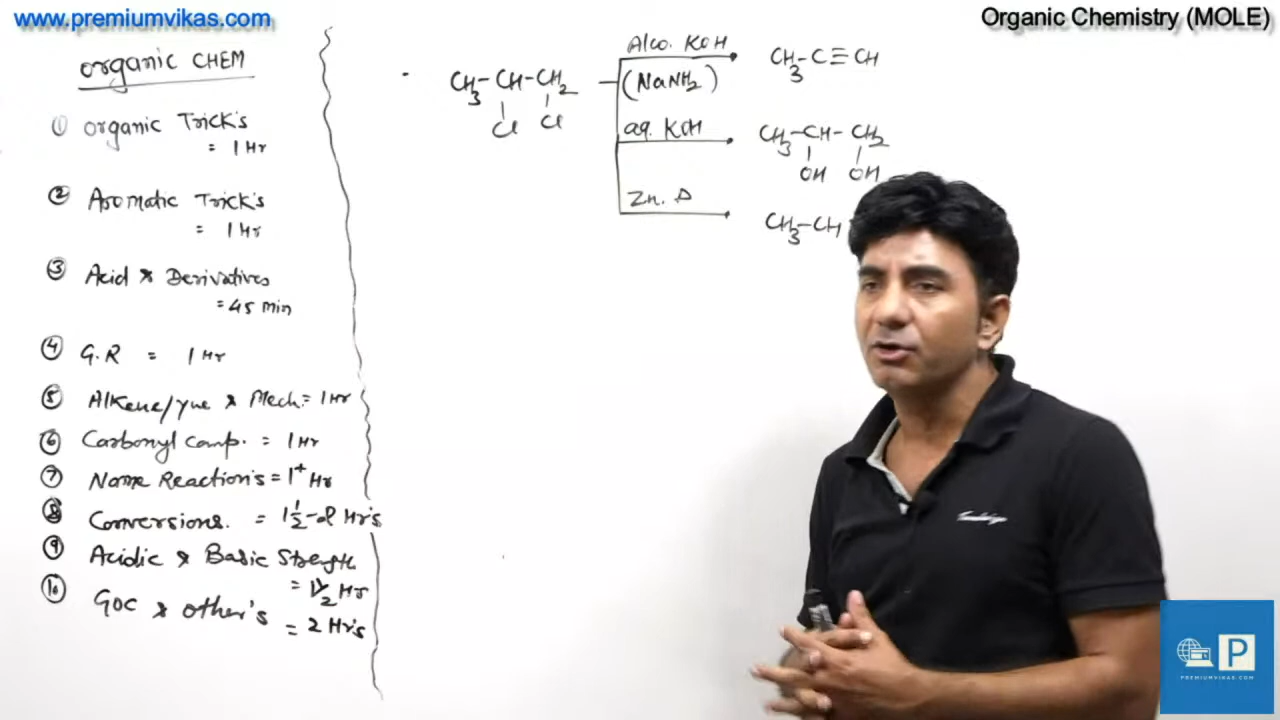 www.premiumvikas.com
Organic Chemistry (MOLE)
organic CHEM
① organic Trick's
= 1 Hr
② Aromatic Trick's
= 1 Hr
③ Acid & Derivatives
= 45 min
④ G.R = 1 Hr
⑤ Alkene/yne & Mech. = 1 Hr
⑥ Carbonyl Comp. = 1 Hr
⑦ Name Reaction's = 1+ Hr
⑧ Conversions. = 1 1/2 - 2 Hr's
⑨ Acidic & Basic Strength
= 1 1/2 Hr
⑩ GOC & other's
= 2 Hr's
CH3-CH-CH2
Cl Cl
Alco. KOH
(NaNH2)
CH3-C≡CH
aq. KOH
CH3-CH-CH2
OH OH
Zn. Δ
CH3-CH
P
PREMIUMVIKAS.COM